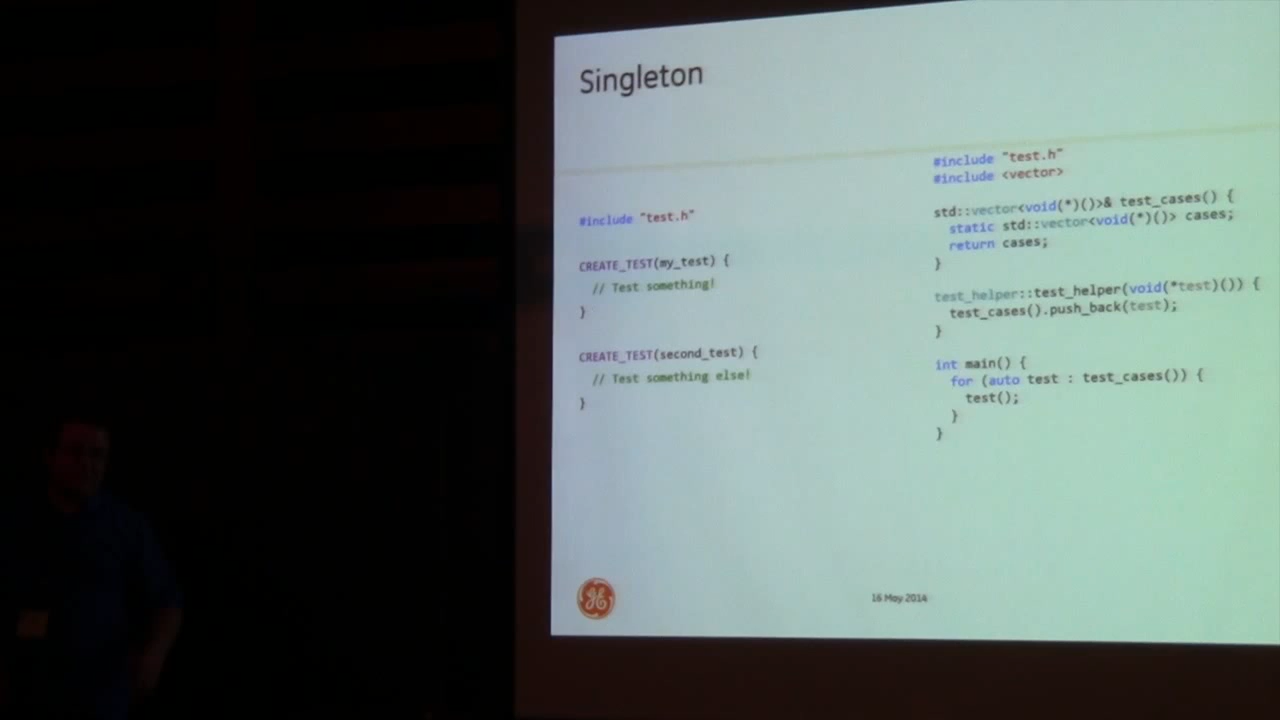 Singleton
#include "test.h"
CREATE_TEST(my_test) {
// Test something!
}
CREATE_TEST(second_test) {
// Test something else!
}
#include "test.h"
#include <vector>
std::vector<void(*)()>& test_cases() {
static std::vector<void(*)()> cases;
return cases;
}
test_helper::test_helper(void(*test)()) {
test_cases().push_back(test);
}
int main() {
for (auto test : test_cases()) {
test();
}
}
GE
16 May 2014